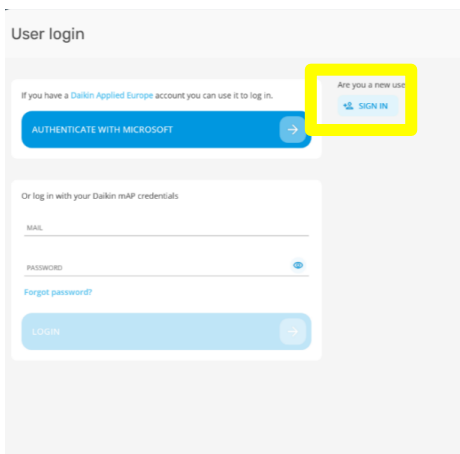 User login
If you have a Daikin Applied Europe account you can use it to log in.
AUTHENTICATE WITH MICROSOFT
Are you a new use
SIGN IN
Or log in with your Daikin mAP credentials
MAIL
PASSWORD
Forgot password?
LOGIN